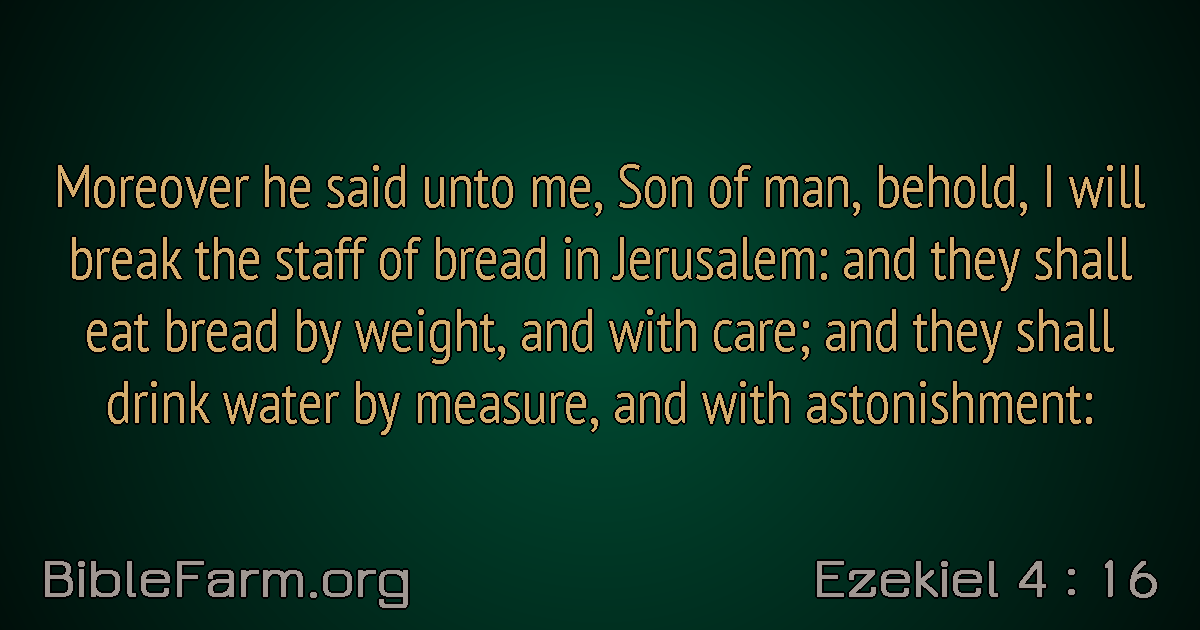 Moreover he said unto me, Son of man, behold, I will
break the staff of bread in Jerusalem: and they shall
eat bread by weight, and with care; and they shall
drink water by measure, and with astonishment:
BibleFarm.org
Ezekiel 4 : 16